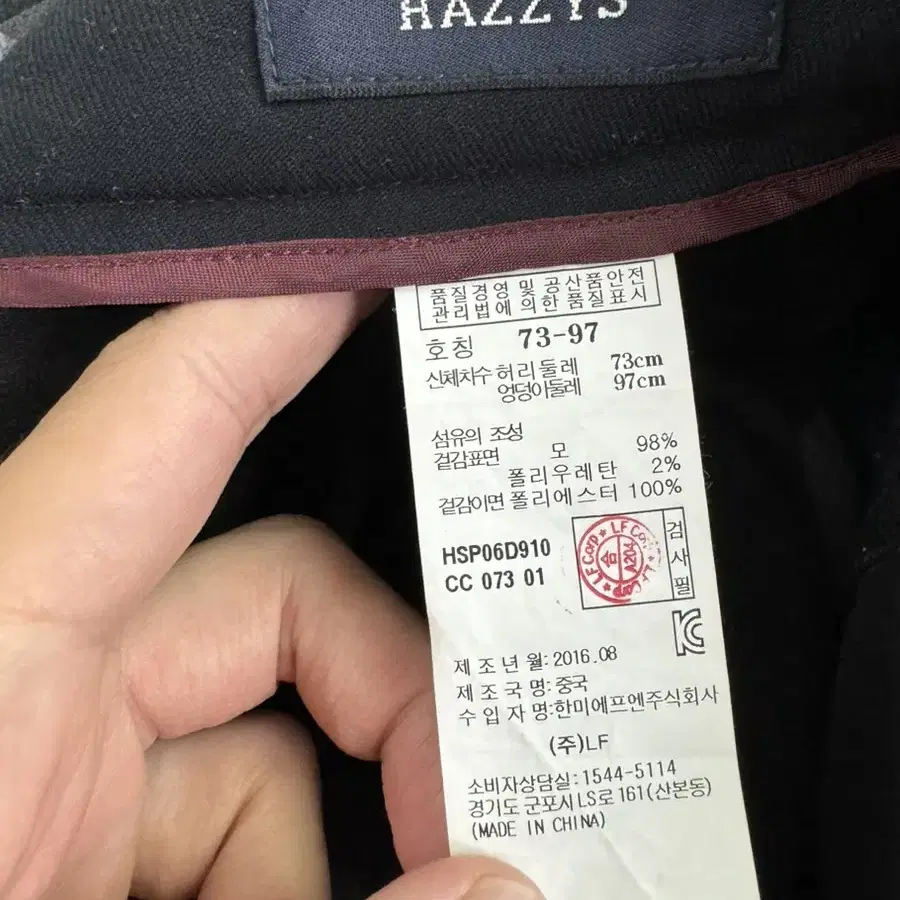 HAZZYS
품질경영 및 공산품안전
관리법에 의한 품질표시
호칭 73-97
신체치수 허리둘레 73cm
엉덩이둘레 97cm
섬유의 조성
겉감표면 모 98%
폴리우레탄 2%
겉감이면 폴리에스터 100%
HSP06D910
CC 073 01
LF Corp LF Corp
A204
검사필
제조년월:2016.08
제조국명:중국
수입자명:한미에프엔주식회사
(주)LF
소비자상담실:1544-5114
경기도 군포시 LS로 161(산본동)
(MADE IN CHINA)